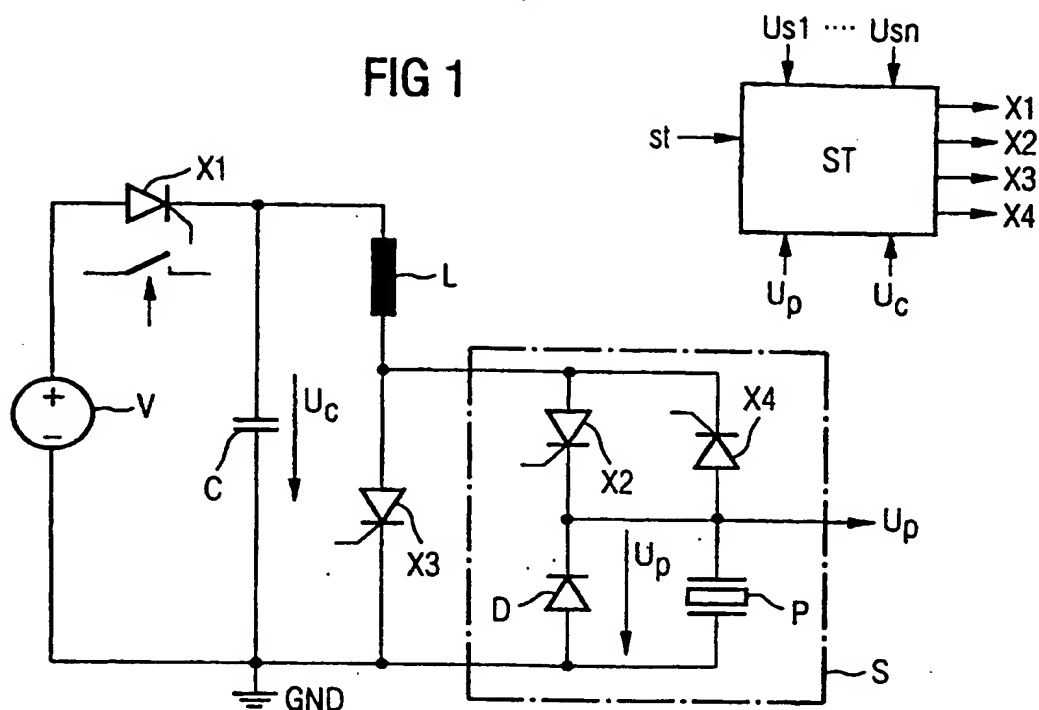 FIG 1
Us1 ···· Usn
st
ST
X1
X2
X3
X4
Up
Uc
X1
L
+
V
−
C
Uc
X3
X2
X4
Up
Up
D
P
S
GND